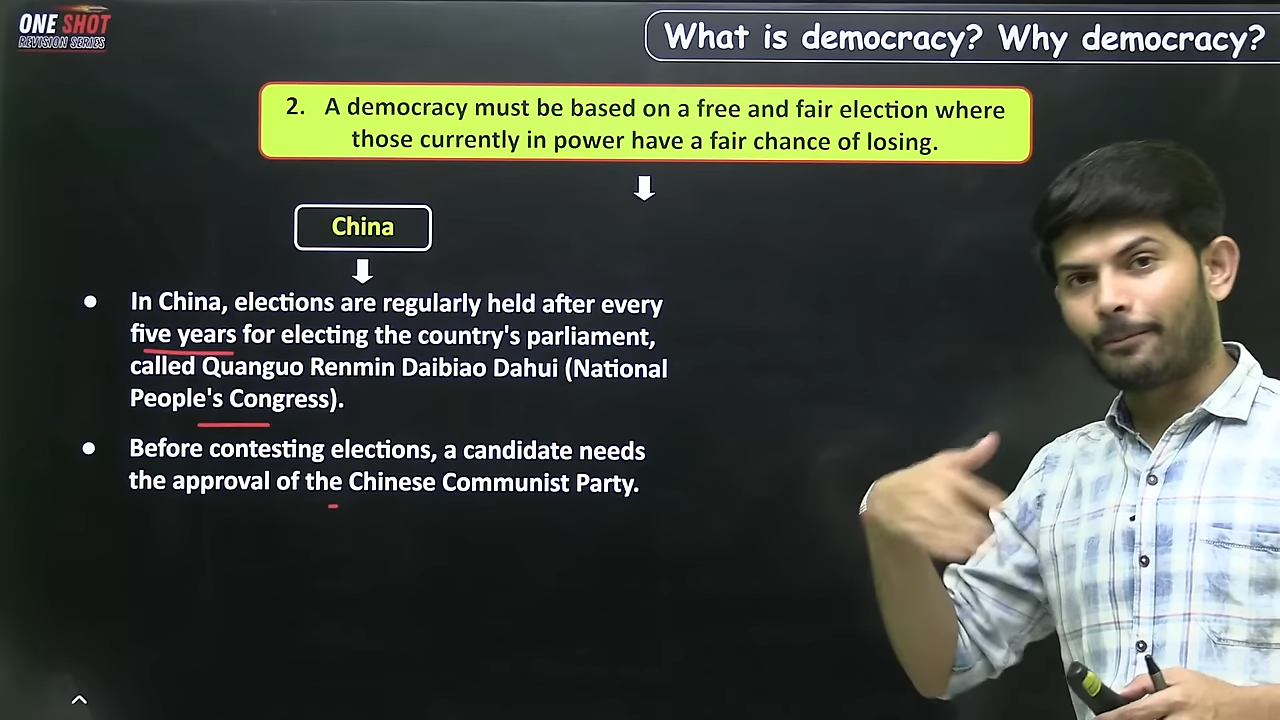 ONE SHOT
REVISION SERIES
What is democracy? Why democracy?
2. A democracy must be based on a free and fair election where
those currently in power have a fair chance of losing.
China
● In China, elections are regularly held after every
five years for electing the country's parliament,
called Quanguo Renmin Daibiao Dahui (National
People's Congress).
● Before contesting elections, a candidate needs
the approval of the Chinese Communist Party.